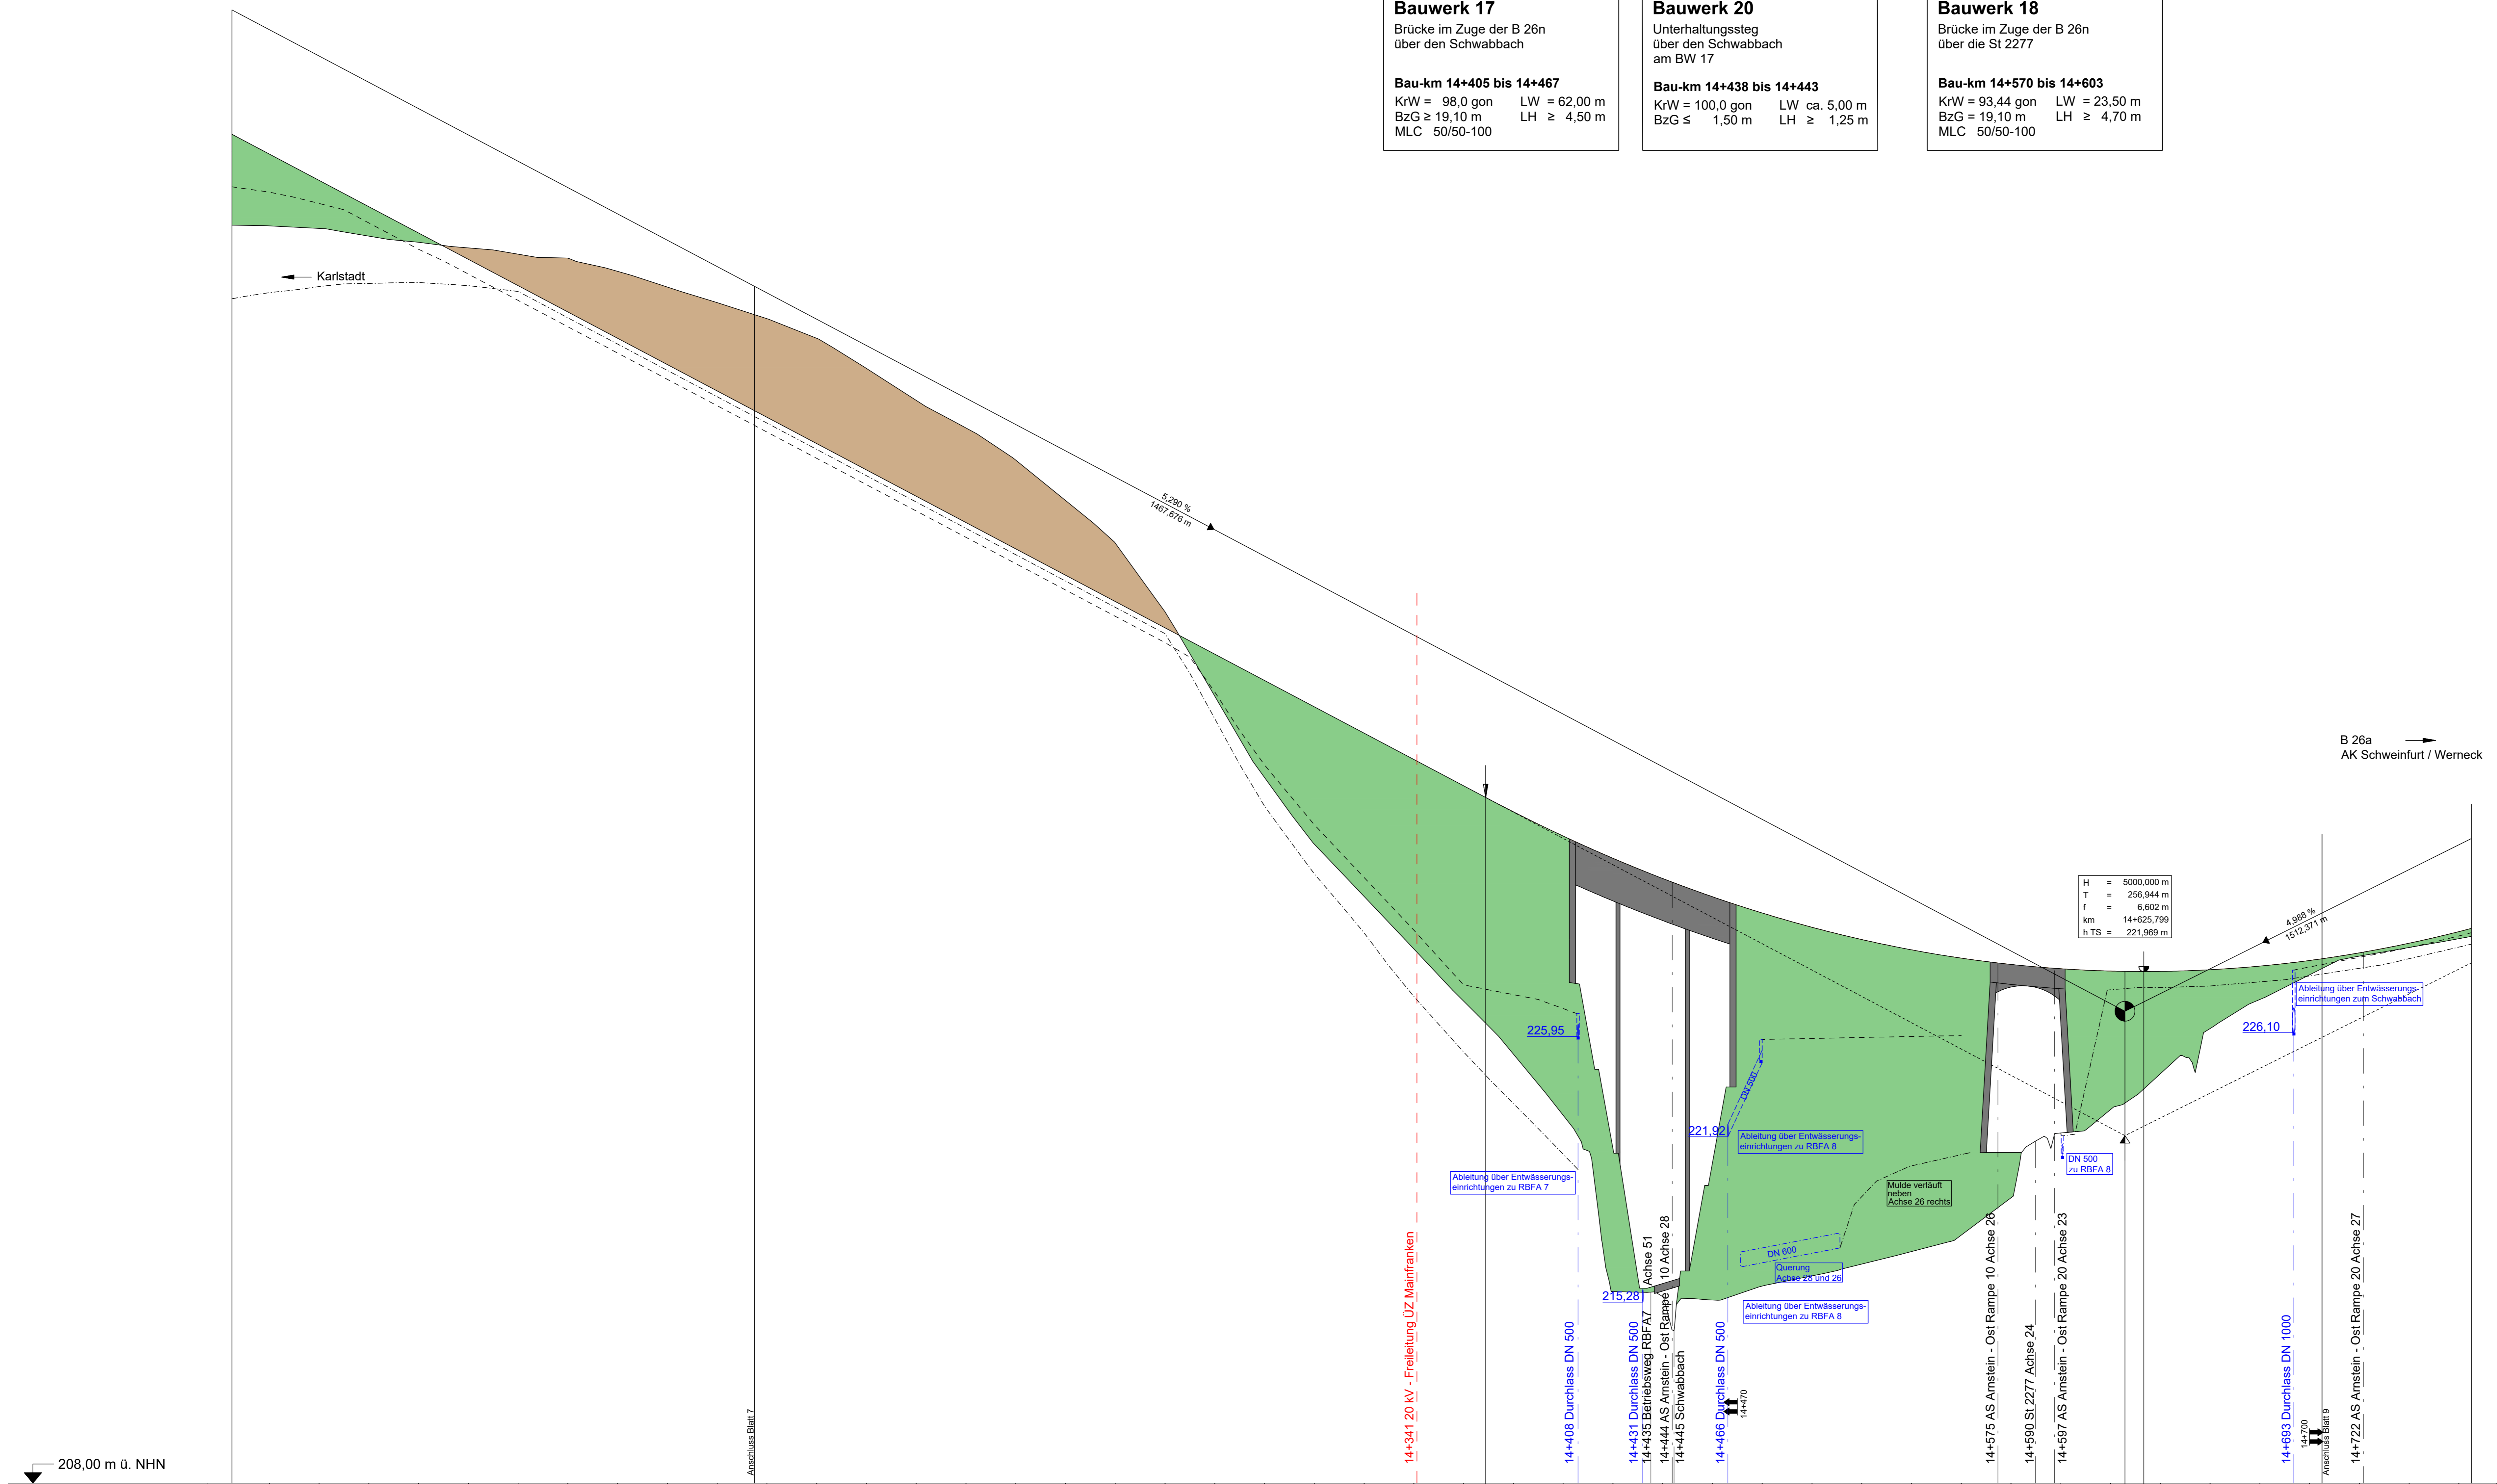 Bauwerk 17
Brücke im Zuge der B 26n
über den Schwabbach
Bau-km 14+405 bis 14+467
KrW = 98,0 gon LW = 62,00 m
BzG ≥ 19,10 m LH ≥ 4,50 m
MLC 50/50-100
Bauwerk 20
Unterhaltungssteg
über den Schwabbach
am BW 17
Bau-km 14+438 bis 14+443
KrW = 100,0 gon LW ca. 5,00 m
BzG ≤ 1,50 m LH ≥ 1,25 m
Bauwerk 18
Brücke im Zuge der B 26n
über die St 2277
Bau-km 14+570 bis 14+603
KrW = 93,44 gon LW = 23,50 m
BzG = 19,10 m LH ≥ 4,70 m
MLC 50/50-100
Karlstadt
5,290 %
1467,676 m
B 26a
AK Schweinfurt / Werneck
H = 5000,000 m
T = 256,944 m
f = 6,602 m
km 14+625,799
h TS = 221,969 m
4,988 %
1512,371 m
Ableitung über Entwässerungs-
einrichtungen zum Schwabbach
225,95
226,10
DN 500
221,92
Ableitung über Entwässerungs-
einrichtungen zu RBFA 8
DN 500
zu RBFA 8
Ableitung über Entwässerungs-
einrichtungen zu RBFA 7
Mulde verläuft
neben
Achse 26 rechts
DN 600
Querung
Achse 28 und 26
215,28
Ableitung über Entwässerungs-
einrichtungen zu RBFA 8
Anschluss Blatt 7
14+341 20 kV - Freileitung ÜZ Mainfranken
14+408 Durchlass DN 500
14+431 Durchlass DN 500
14+435 Betriebsweg RBFA7 Achse 51
14+444 AS Arnstein - Ost Rampe 10 Achse 28
14+445 Schwabbach
14+466 Durchlass DN 500
14+470
14+575 AS Arnstein - Ost Rampe 10 Achse 26
14+590 St 2277 Achse 24
14+597 AS Arnstein - Ost Rampe 20 Achse 23
14+693 Durchlass DN 1000
14+700
Anschluss Blatt 9
14+722 AS Arnstein - Ost Rampe 20 Achse 27
208,00 m ü. NHN